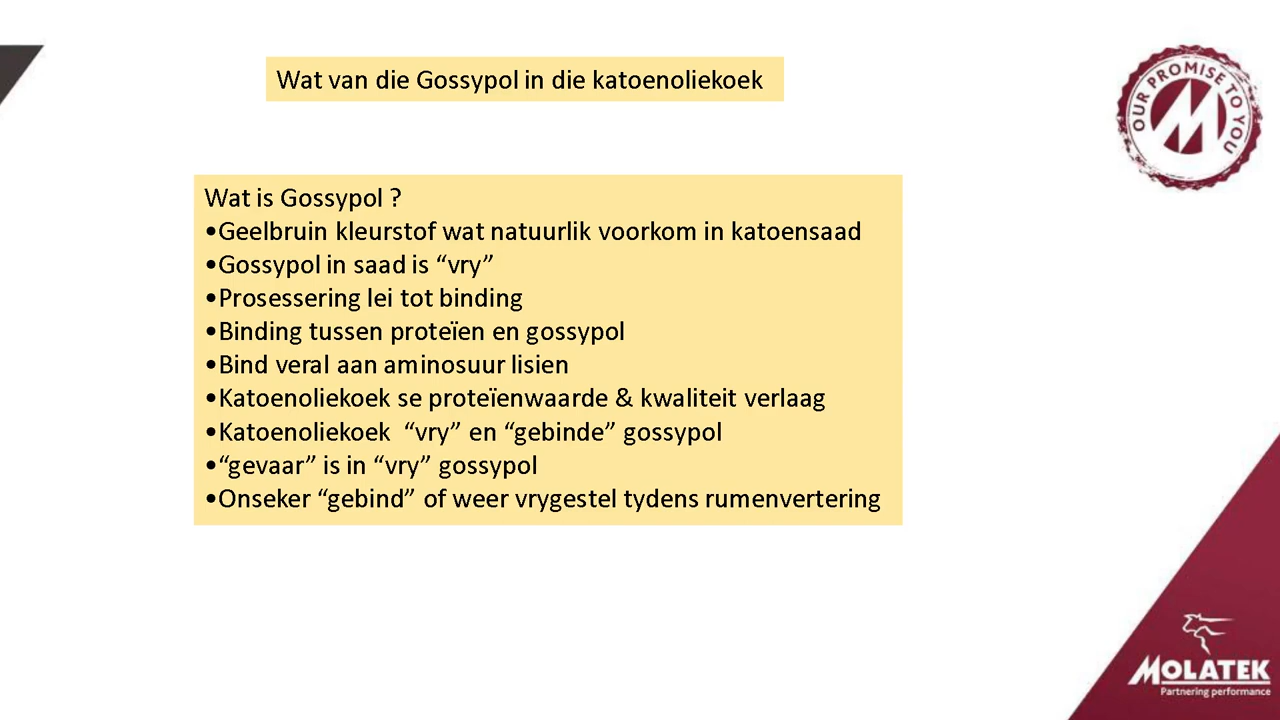 Wat van die Gossypol in die katoenoliekoek
OUR PROMISE TO YOU
Wat is Gossypol ?
•Geelbruin kleurstof wat natuurlik voorkom in katoensaad
•Gossypol in saad is “vry”
•Prosessering lei tot binding
•Binding tussen proteïen en gossypol
•Bind veral aan aminosuur lisien
•Katoenoliekoek se proteïenwaarde & kwaliteit verlaag
•Katoenoliekoek “vry” en “gebinde” gossypol
•“gevaar” is in “vry” gossypol
•Onseker “gebind” of weer vrygestel tydens rumenvertering
MOLATEK
Partnering performance